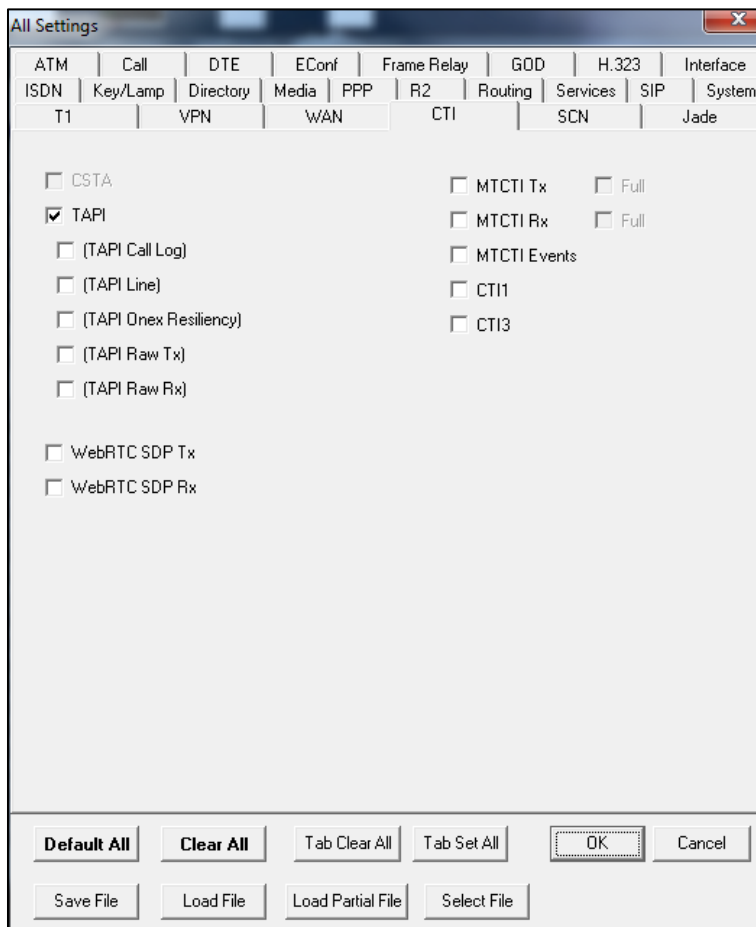 All Settings
ATM Call DTE EConf Frame Relay GOD H.323 Interface
ISDN Key/Lamp Directory Media PPP R2 Routing Services SIP System
T1 VPN WAN CTI SCN Jade
CSTA
TAPI
(TAPI Call Log)
(TAPI Line)
(TAPI Onex Resiliency)
(TAPI Raw Tx)
(TAPI Raw Rx)
WebRTC SDP Tx
WebRTC SDP Rx
MTCTI Tx Full
MTCTI Rx Full
MTCTI Events
CTI1
CTI3
Default All Clear All Tab Clear All Tab Set All OK Cancel
Save File Load File Load Partial File Select File